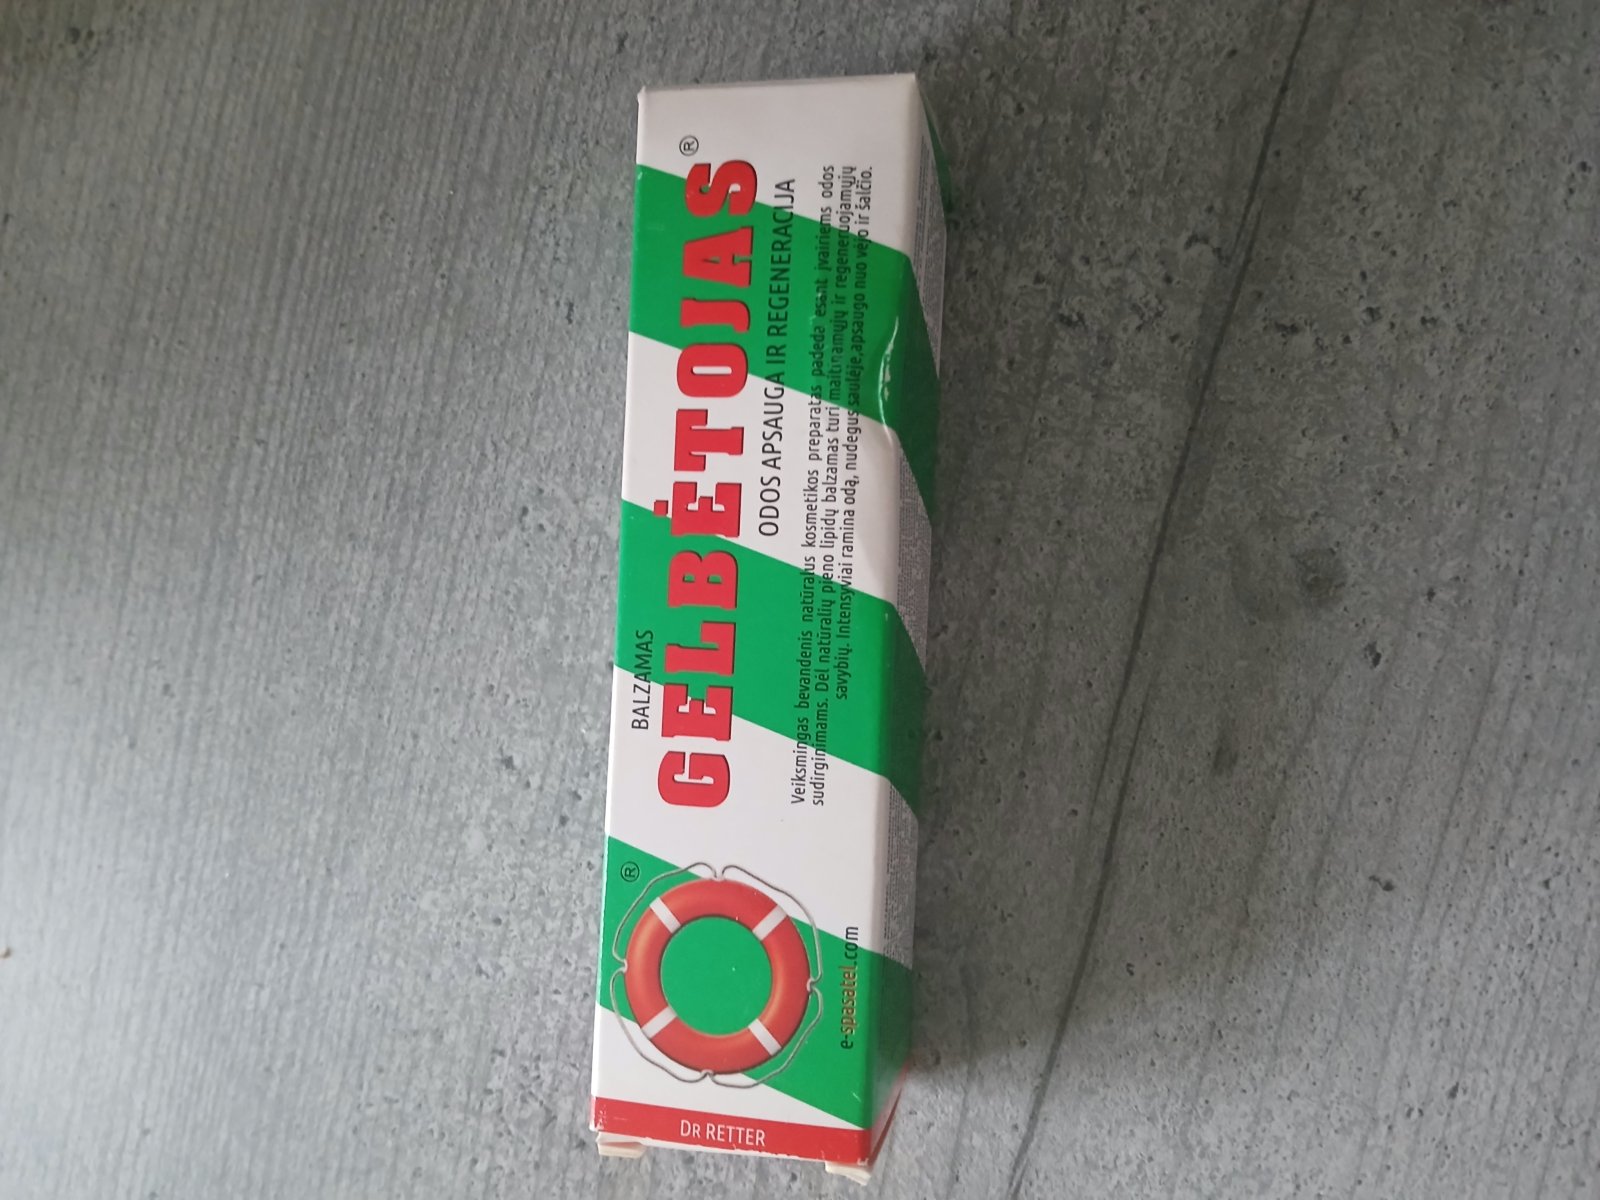 BALZAMAS
GELBĖTOJAS®
ODOS APSAUGA IR REGENERACIJA
Veiksmingas bevandenis natūralus kosmetikos preparatas padeda esant įvairiems odos
sudirginimams. Dėl natūralių pieno lipidų balzamas turi maitinamųjų ir regeneruojamųjų
savybių. Intensyviai ramina odą, nudegus saulėje,apsaugo nuo vėjo ir šalčio.
®
e-spasatel.com
DR RETTER